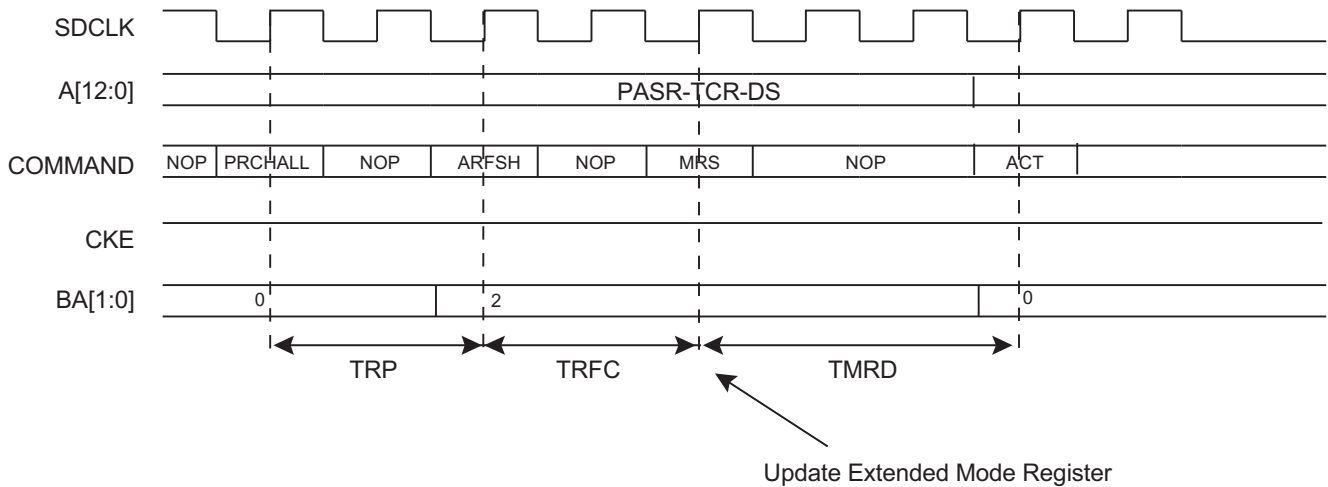 SDCLK
A[12:0] PASR-TCR-DS
COMMAND NOP PRCHALL NOP ARFSH NOP MRS NOP ACT
CKE
BA[1:0] 0 2 0
TRP TRFC TMRD
Update Extended Mode Register